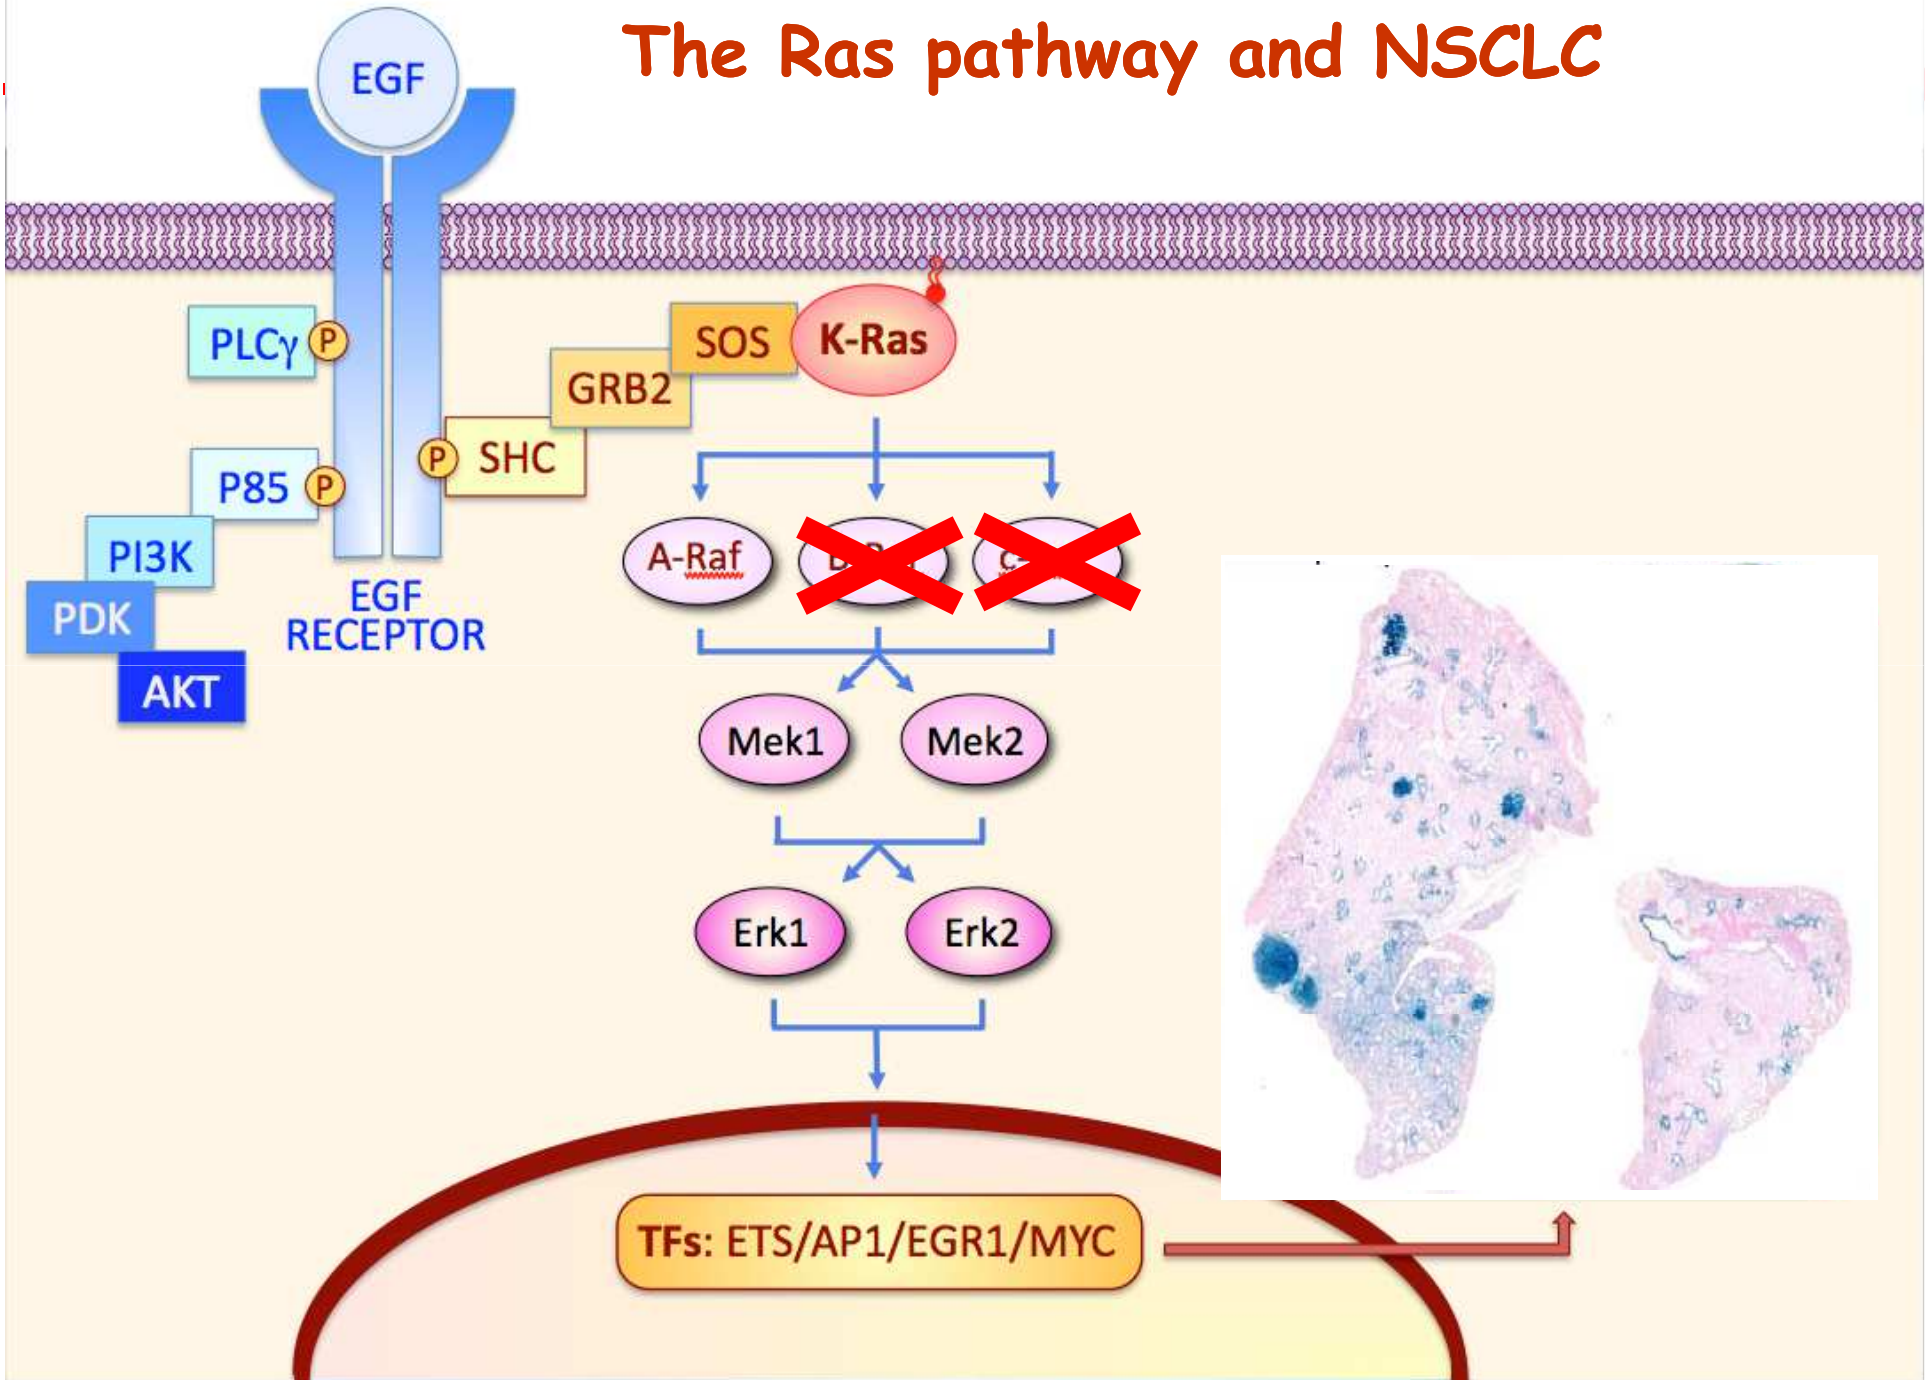 The Ras pathway and NSCLC
EGF
PLCγ
P
SOS
K-Ras
GRB2
P
SHC
P85
P
PI3K
PDK
AKT
EGF
RECEPTOR
A-Raf
Mek1
Mek2
Erk1
Erk2
TFs: ETS/AP1/EGR1/MYC